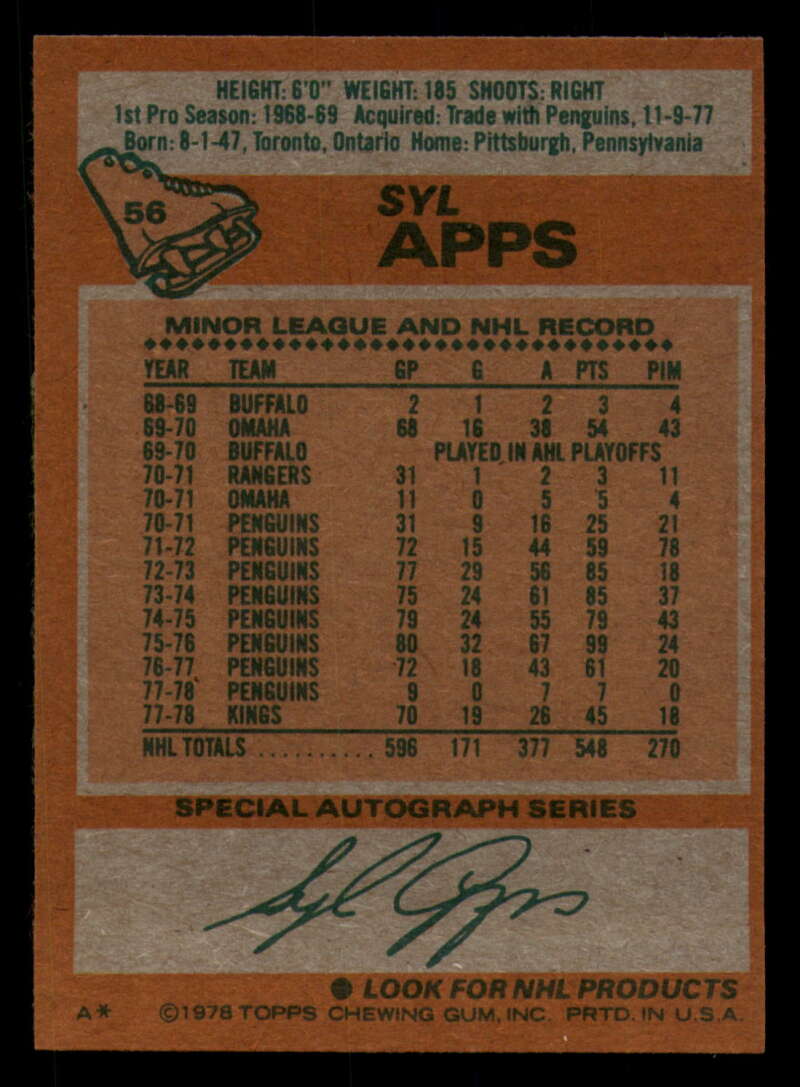 HEIGHT: 6'0" WEIGHT: 185 SHOOTS: RIGHT
1st Pro Season: 1968-69 Acquired: Trade with Penguins, 11-9-77
Born: 8-1-47, Toronto, Ontario Home: Pittsburgh, Pennsylvania
56
SYL
APPS
MINOR LEAGUE AND NHL RECORD
YEAR TEAM GP G A PTS PIM
68-69 BUFFALO 2 1 2 3 4
69-70 OMAHA 68 16 38 54 43
69-70 BUFFALO PLAYED IN AHL PLAYOFFS
70-71 RANGERS 31 1 2 3 11
70-71 OMAHA 11 0 5 5 4
70-71 PENGUINS 31 9 16 25 21
71-72 PENGUINS 72 15 44 59 78
72-73 PENGUINS 77 29 56 85 18
73-74 PENGUINS 75 24 61 85 37
74-75 PENGUINS 79 24 55 79 43
75-76 PENGUINS 80 32 67 99 24
76-77 PENGUINS 72 18 43 61 20
77-78 PENGUINS 9 0 7 7 0
77-78 KINGS 70 19 26 45 18
NHL TOTALS .......... 596 171 377 548 270
SPECIAL AUTOGRAPH SERIES
Syl Apps
● LOOK FOR NHL PRODUCTS
A* ©1978 TOPPS CHEWING GUM, INC. PRTD. IN U.S.A.